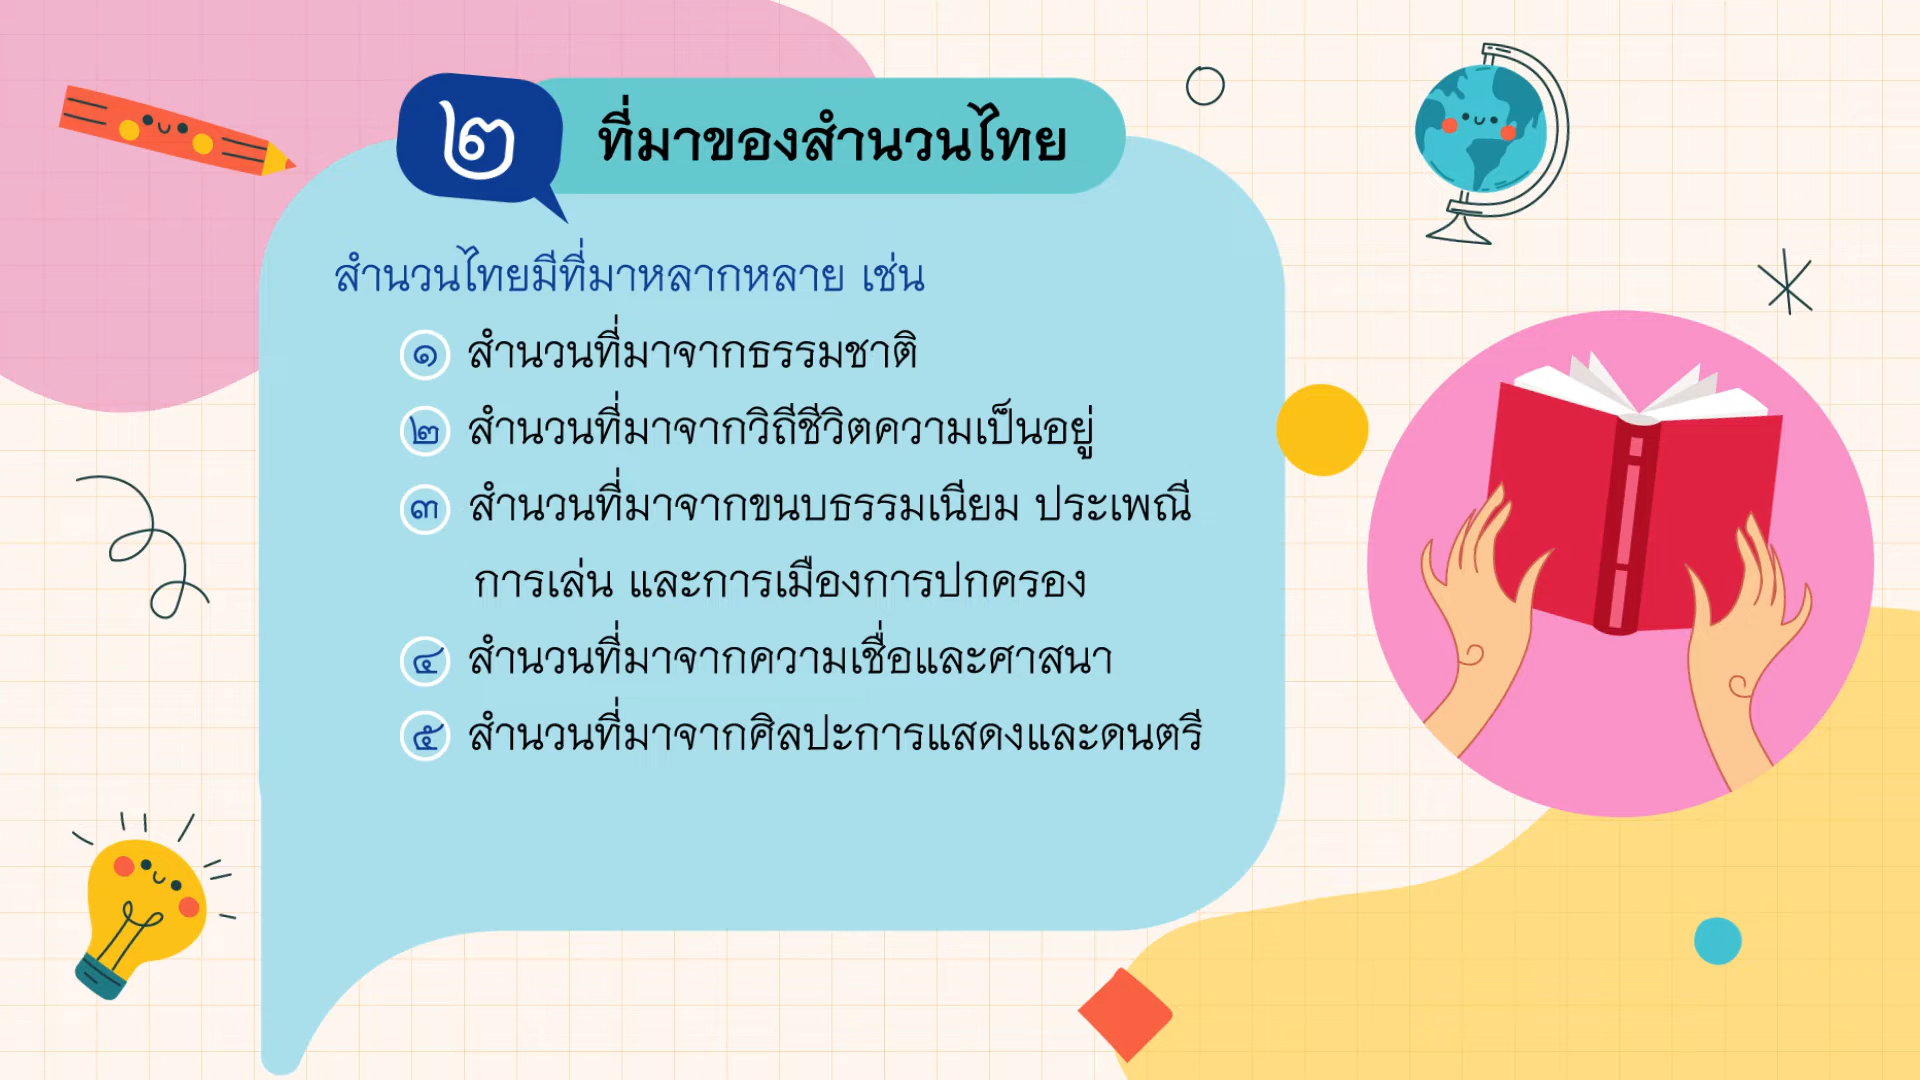 ๒ ที่มาของสำนวนไทย
สำนวนไทยมีที่มาหลากหลาย เช่น
๑ สำนวนที่มาจากธรรมชาติ
๒ สำนวนที่มาจากวิถีชีวิตความเป็นอยู่
๓ สำนวนที่มาจากขนบธรรมเนียม ประเพณี
การเล่น และการเมืองการปกครอง
๔ สำนวนที่มาจากความเชื่อและศาสนา
๕ สำนวนที่มาจากศิลปะการแสดงและดนตรี